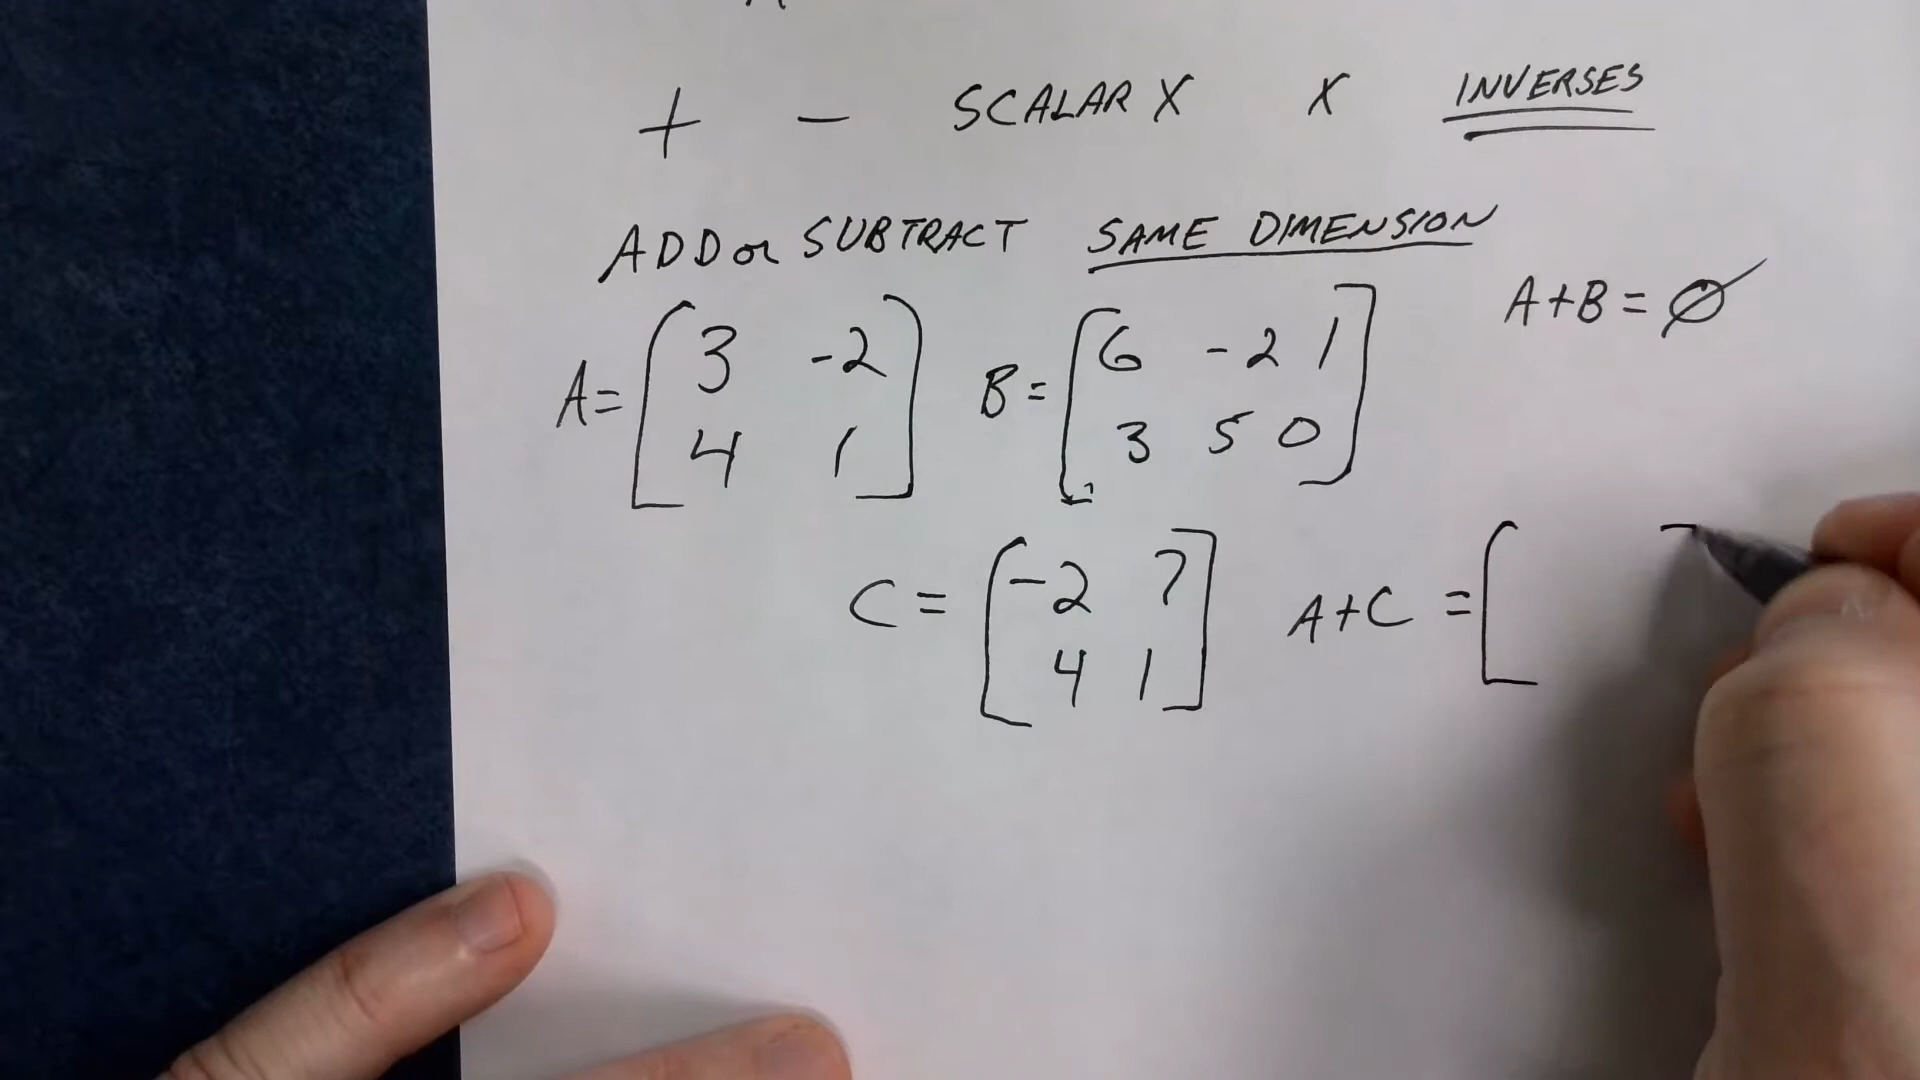 + - SCALAR X X INVERSES
ADD or SUBTRACT SAME DIMENSION
A+B = Ø
A= [3 -2
4 1]
B= [6 -2 1
3 5 0]
C = [-2 7
4 1]
A+C = [ ]